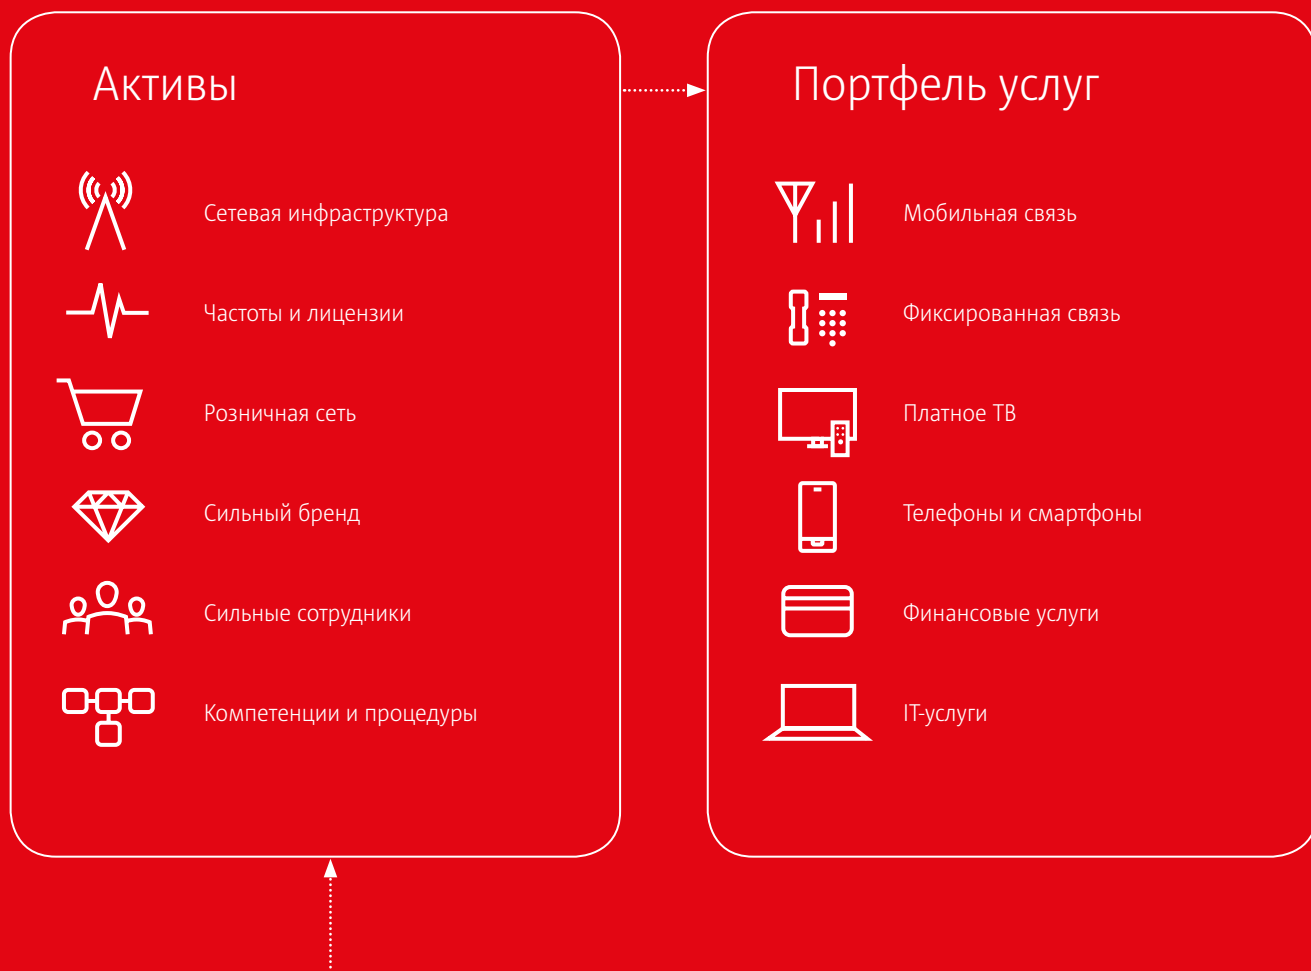 Активы
Сетевая инфраструктура
Частоты и лицензии
Розничная сеть
Сильный бренд
Сильные сотрудники
Компетенции и процедуры
Портфель услуг
Мобильная связь
Фиксированная связь
Платное ТВ
Телефоны и смартфоны
Финансовые услуги
IT-услуги